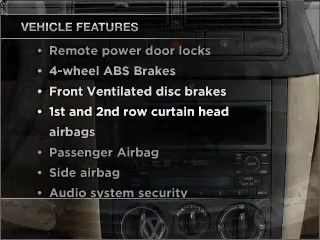 VEHICLE FEATURES
• Remote power door locks
• 4-wheel ABS Brakes
• Front Ventilated disc brakes
• 1st and 2nd row curtain head
airbags
• Passenger Airbag
• Side airbag
• Audio system security